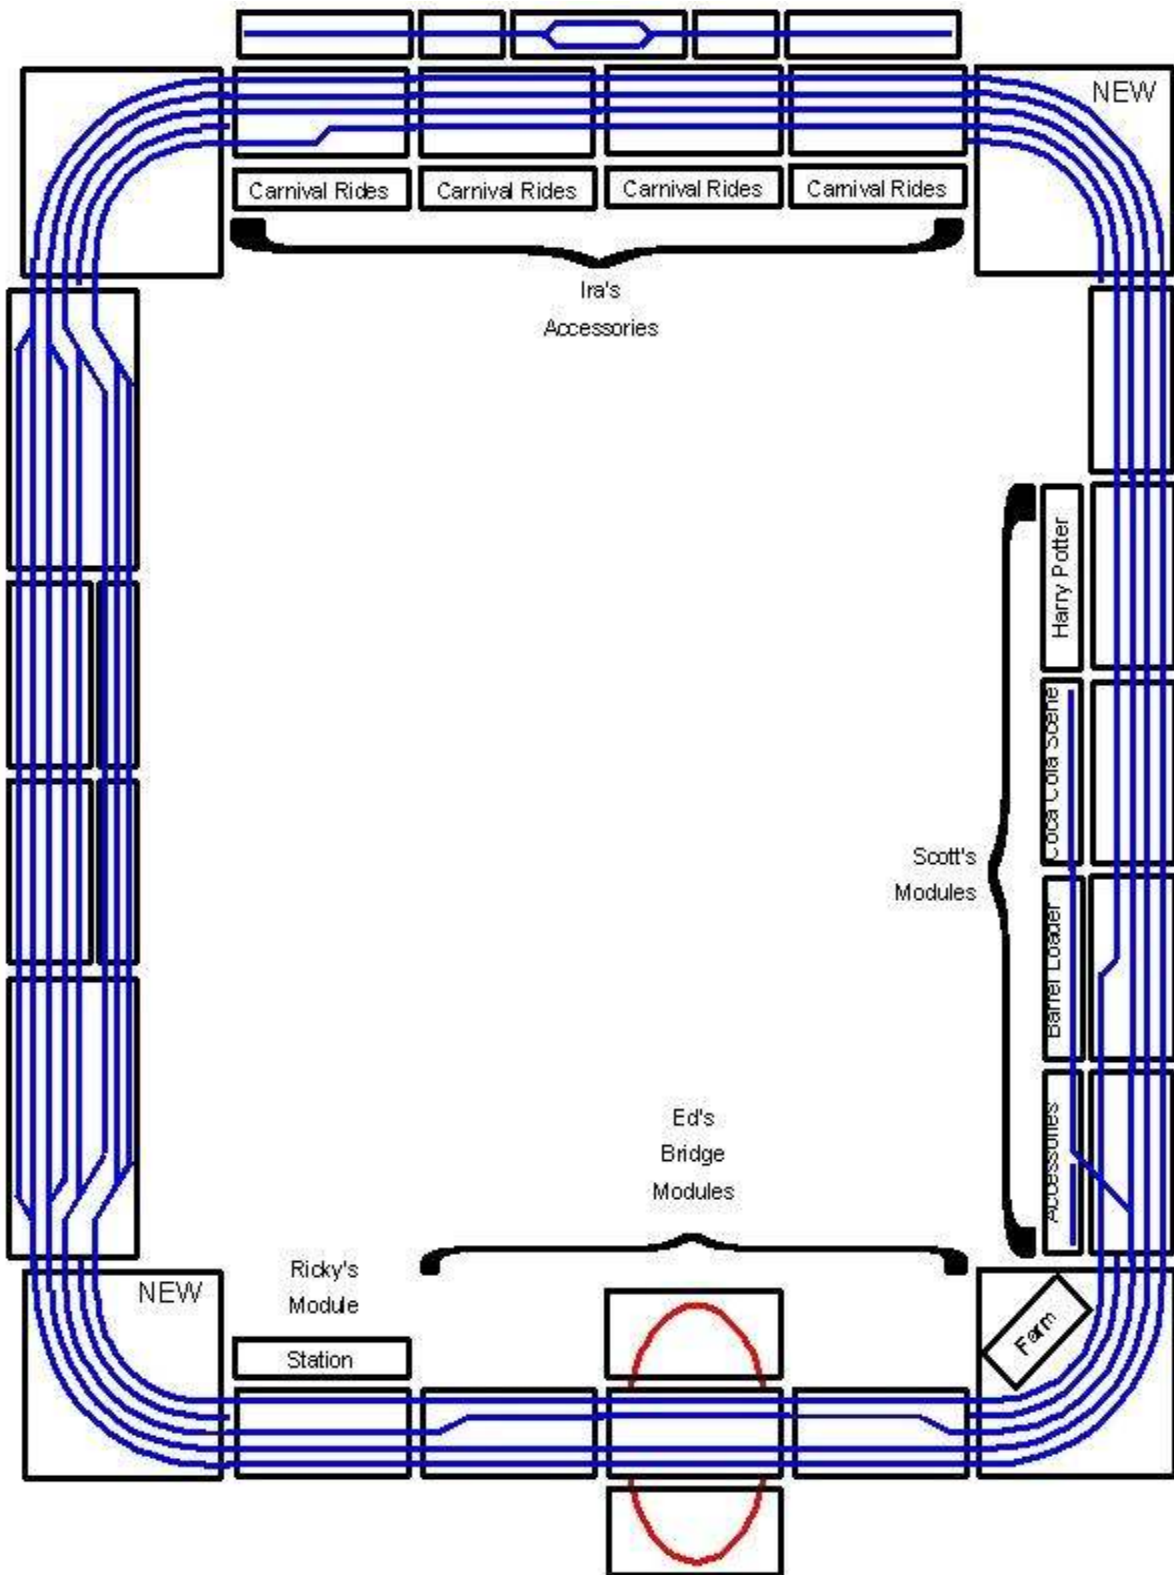 NEW
Carnival Rides
Carnival Rides
Carnival Rides
Carnival Rides
Ira's
Accessories
Harry Potter
Coca Cola Scene
Scott's
Modules
Barrel Loader
Accessories
Ed's
Bridge
Modules
NEW
Ricky's
Module
Station
Farm